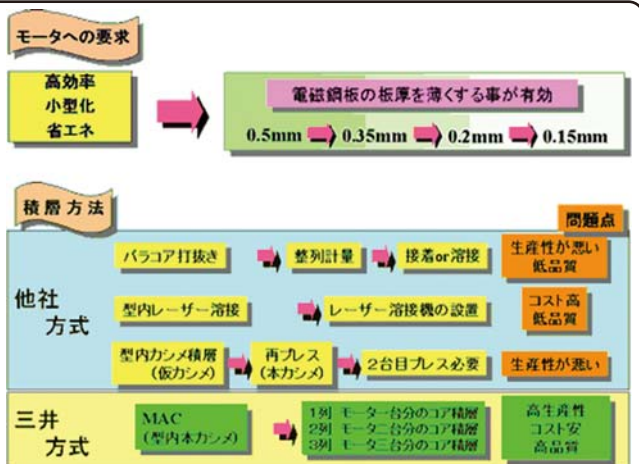 モータへの要求
高効率
小型化
省エネ
電磁鋼板の板厚を薄くする事が有効
0.5mm 0.35mm 0.2mm 0.15mm
積層方法
問題点
他社
方式
バラコア打抜き 整列計量 接着or溶接 生産性が悪い
低品質
型内レーザー溶接 レーザー溶接機の設置 コスト高
低品質
型内カシメ積層
(仮カシメ)
再プレス
(本カシメ)
2台目プレス必要 生産性が悪い
三井
方式
MAC
(型内本カシメ)
1列 モーター台分のコア積層
2列 モータ二台分のコア積層
3列 モータ三台分のコア積層
高生産性
コスト安
高品質